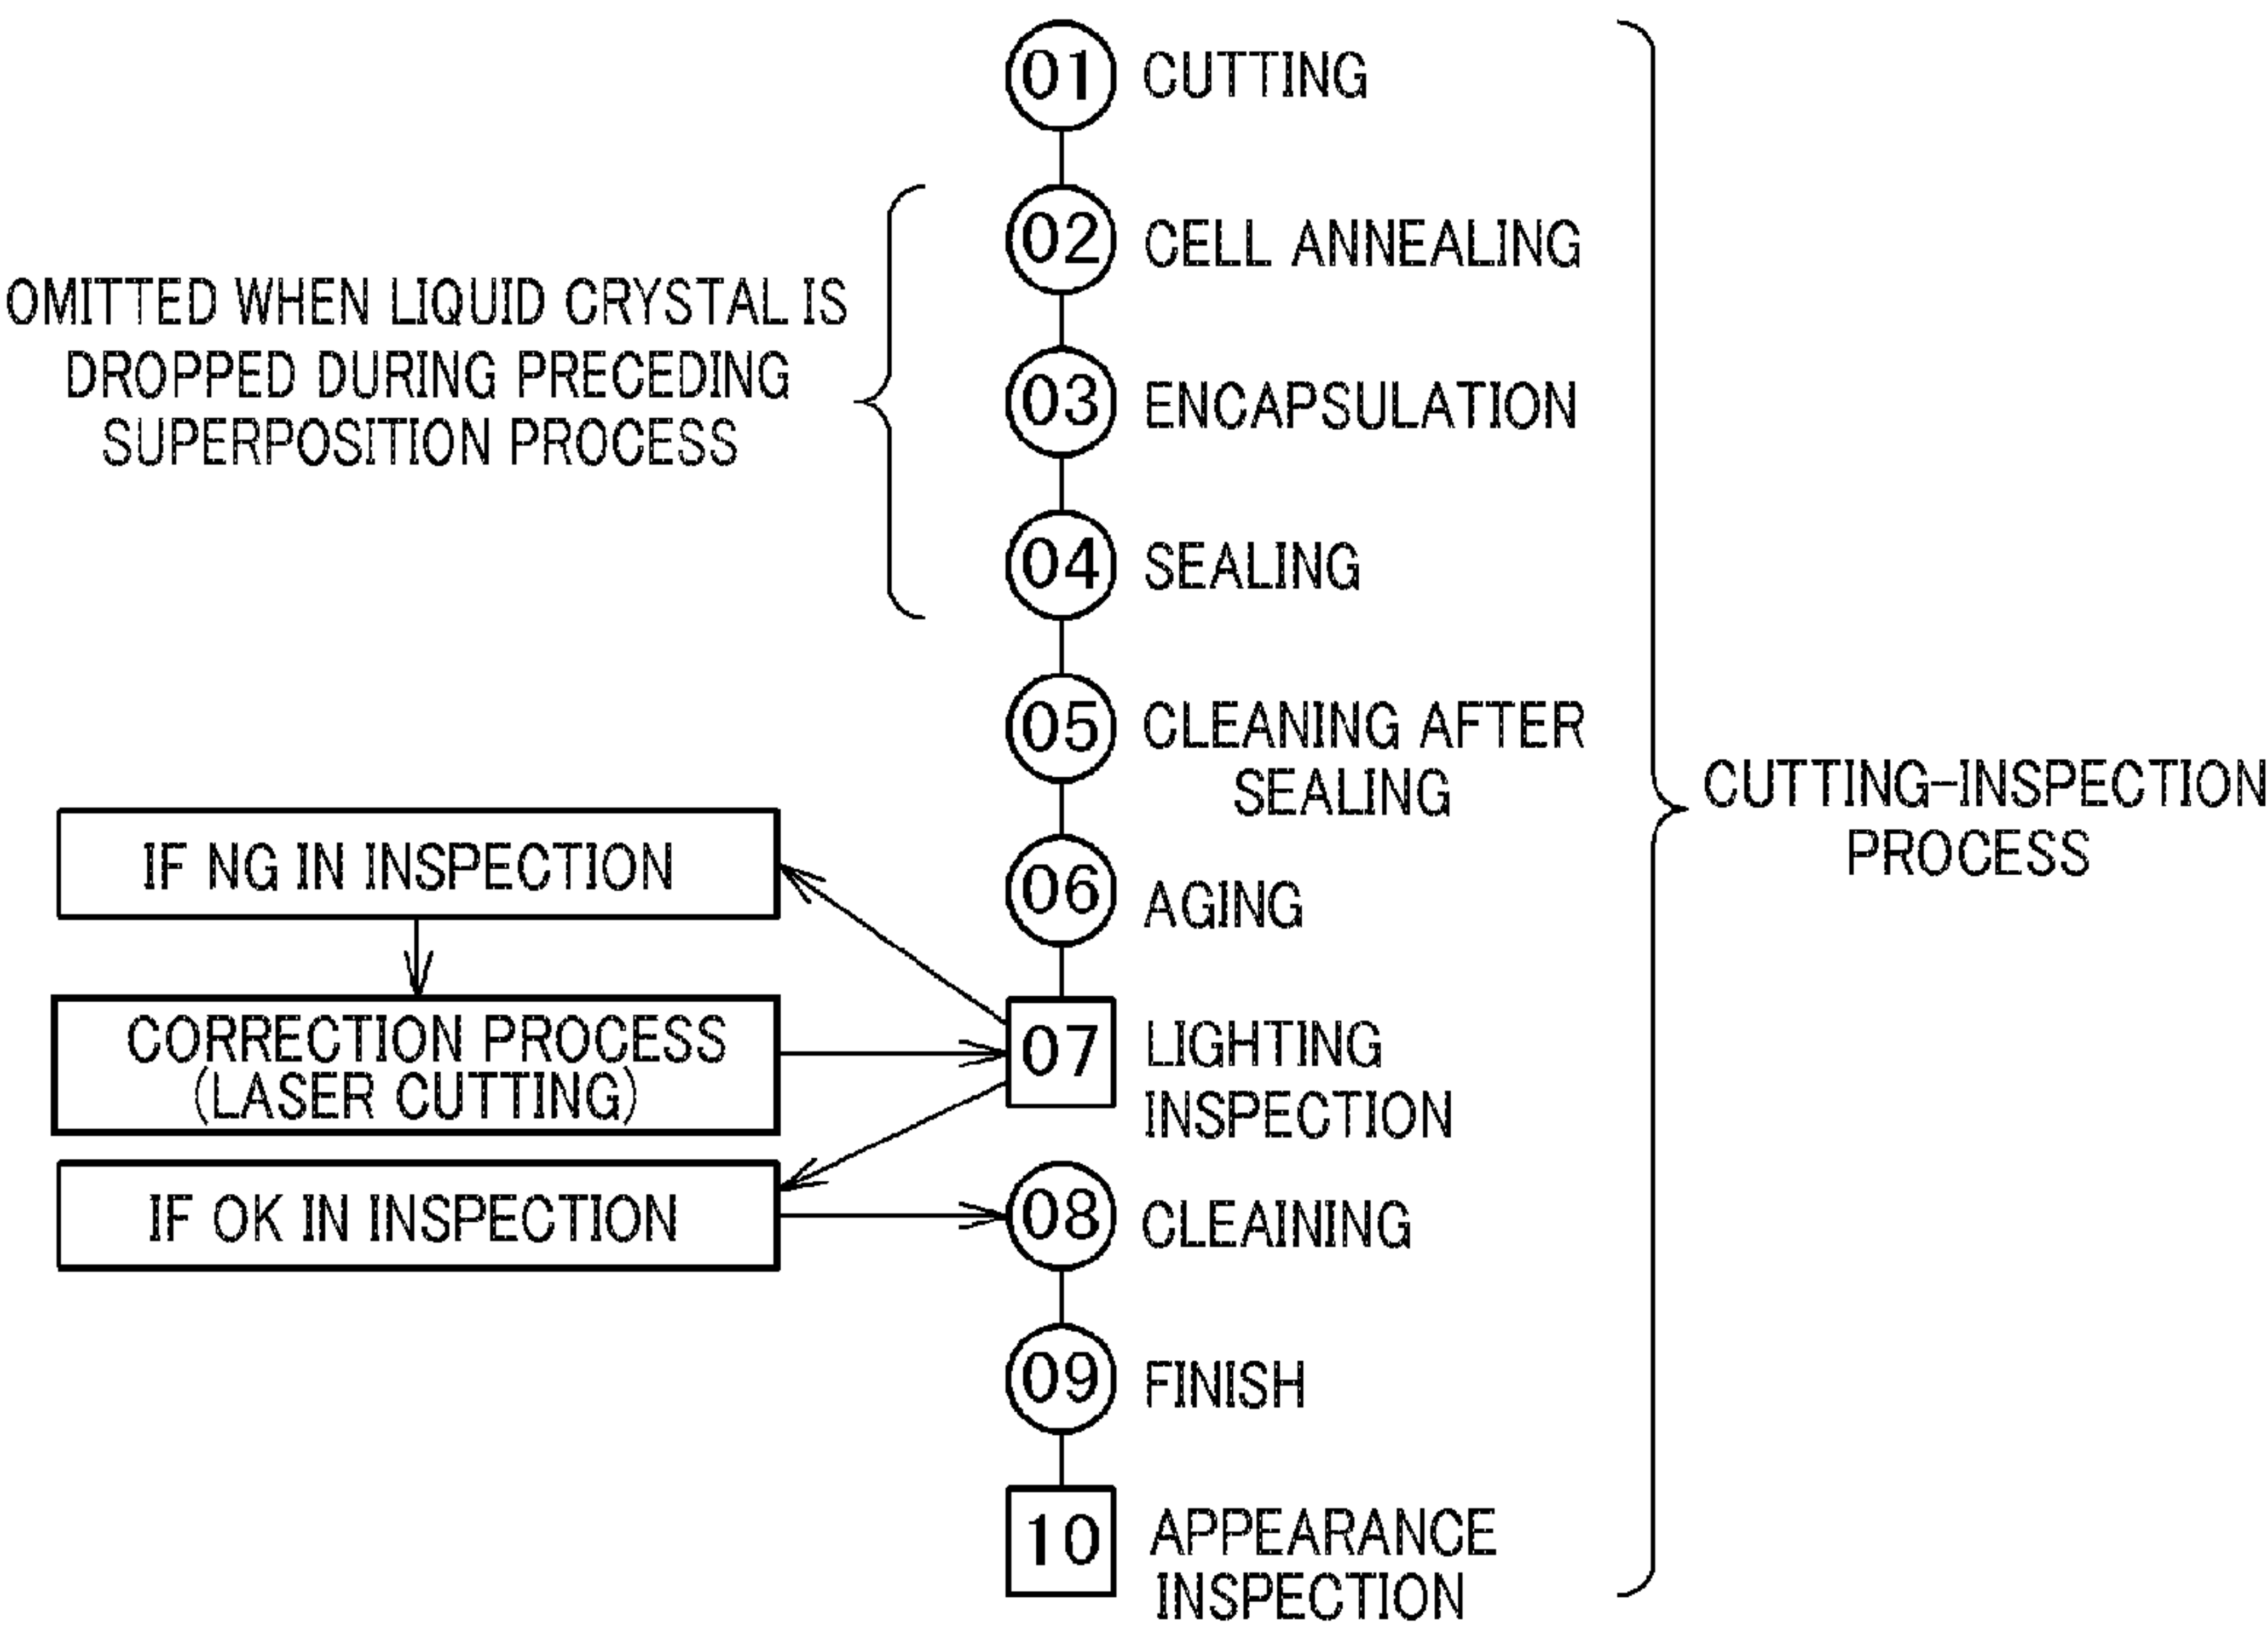 01 CUTTING
02 CELL ANNEALING
OMITTED WHEN LIQUID CRYSTAL IS
DROPPED DURING PRECEDING
SUPERPOSITION PROCESS
03 ENCAPSULATION
04 SEALING
05 CLEANING AFTER
SEALING
CUTTING-INSPECTION
PROCESS
IF NG IN INSPECTION
06 AGING
CORRECTION PROCESS
(LASER CUTTING)
07 LIGHTING
INSPECTION
IF OK IN INSPECTION
08 CLEAINING
09 FINISH
10 APPEARANCE
INSPECTION